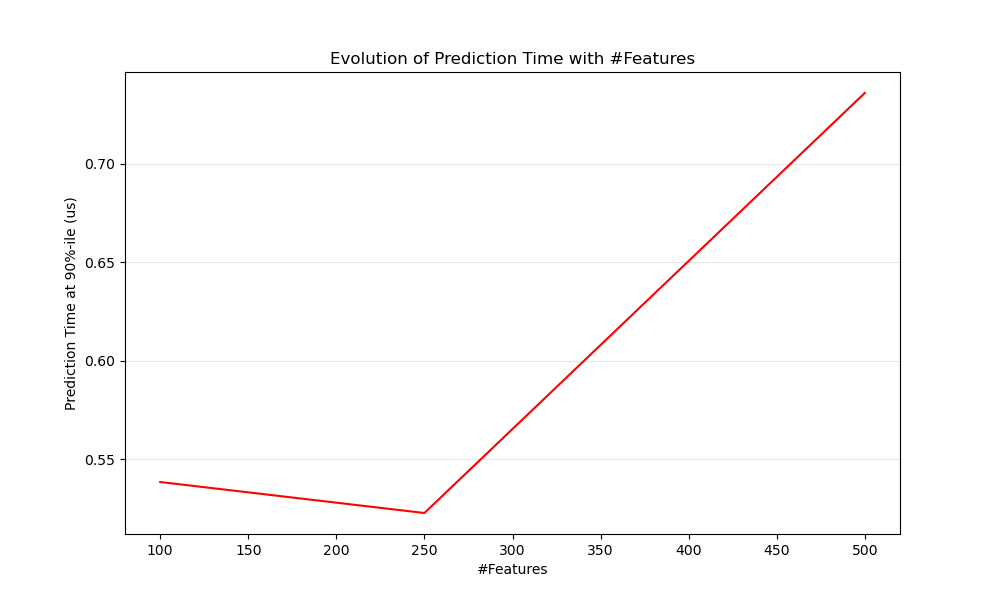 Evolution of Prediction Time with #Features
Prediction Time at 90%-ile (us)
0.70
0.65
0.60
0.55
100 150 200 250 300 350 400 450 500
#Features